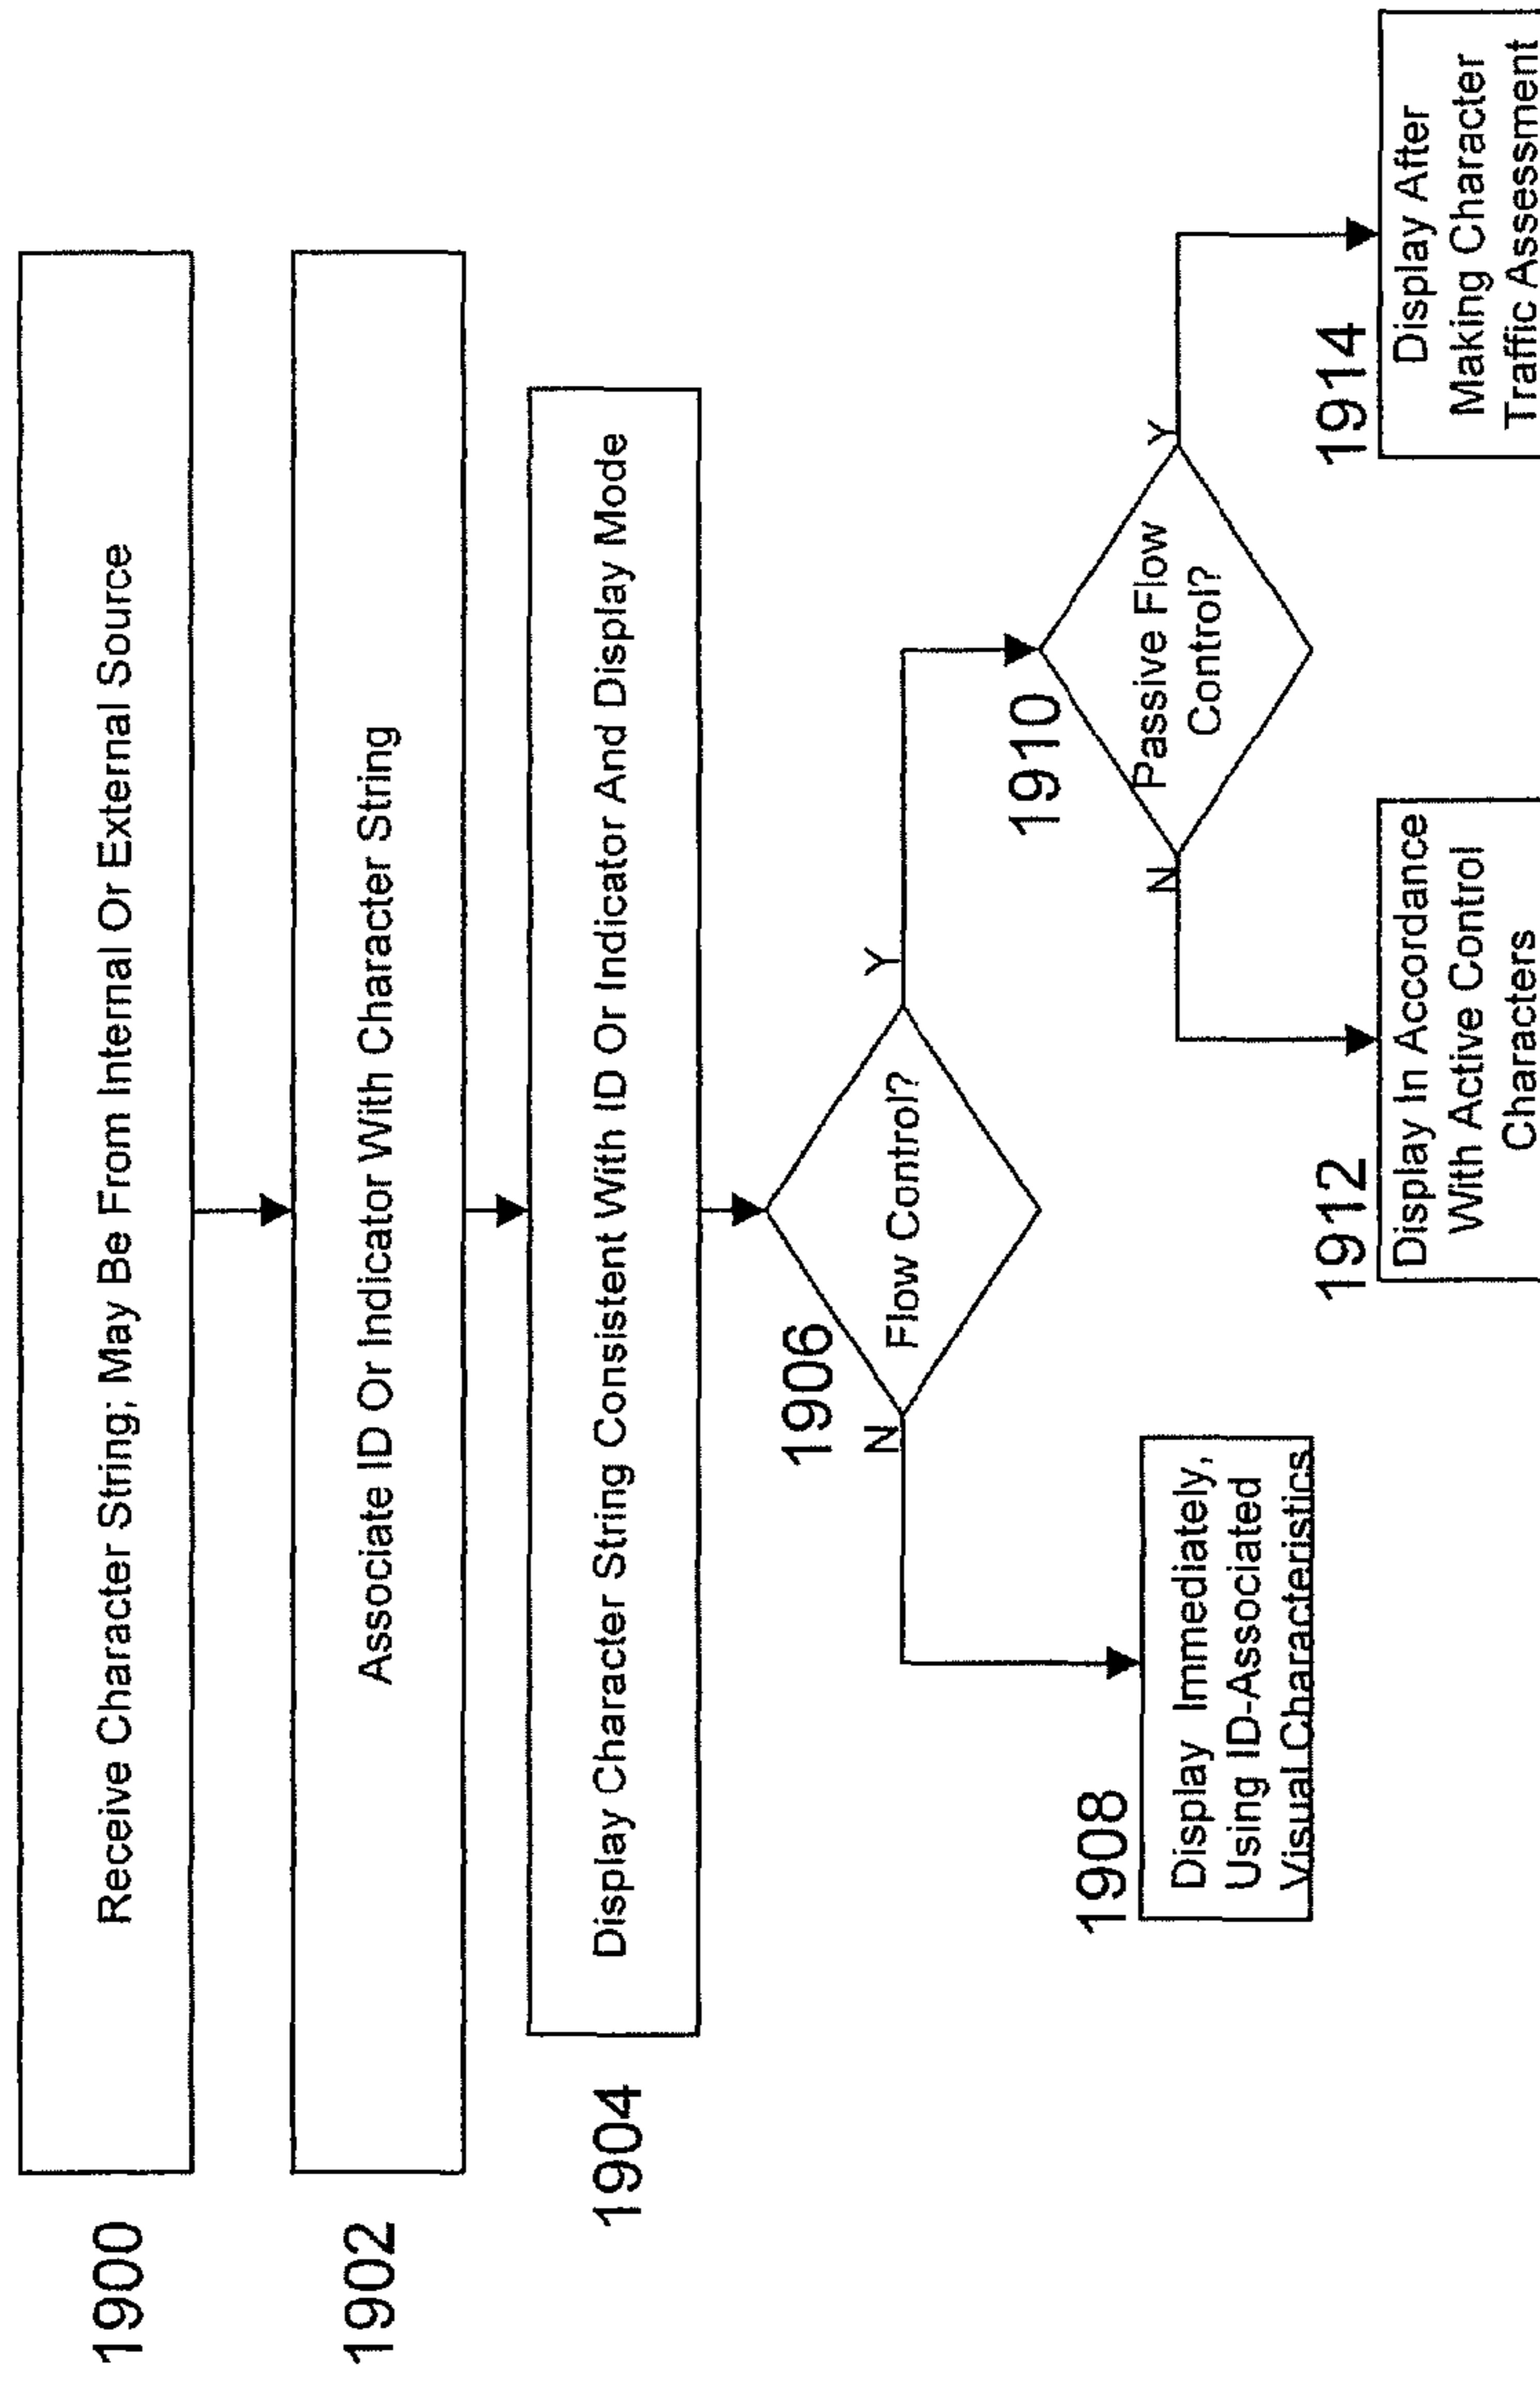 1900
Receive Character String; May Be From Internal Or External Source
1902
Associate ID Or Indicator With Character String
1904
Display Character String Consistent With ID Or Indicator And Display Mode
1906
Flow Control?
N
Y
1908
Display Immediately,
Using ID-Associated
Visual Characteristics
1910
Passive Flow
Control?
N
Y
1912
Display In Accordance
With Active Control
Characters
1914
Display After
Making Character
Traffic Assessment